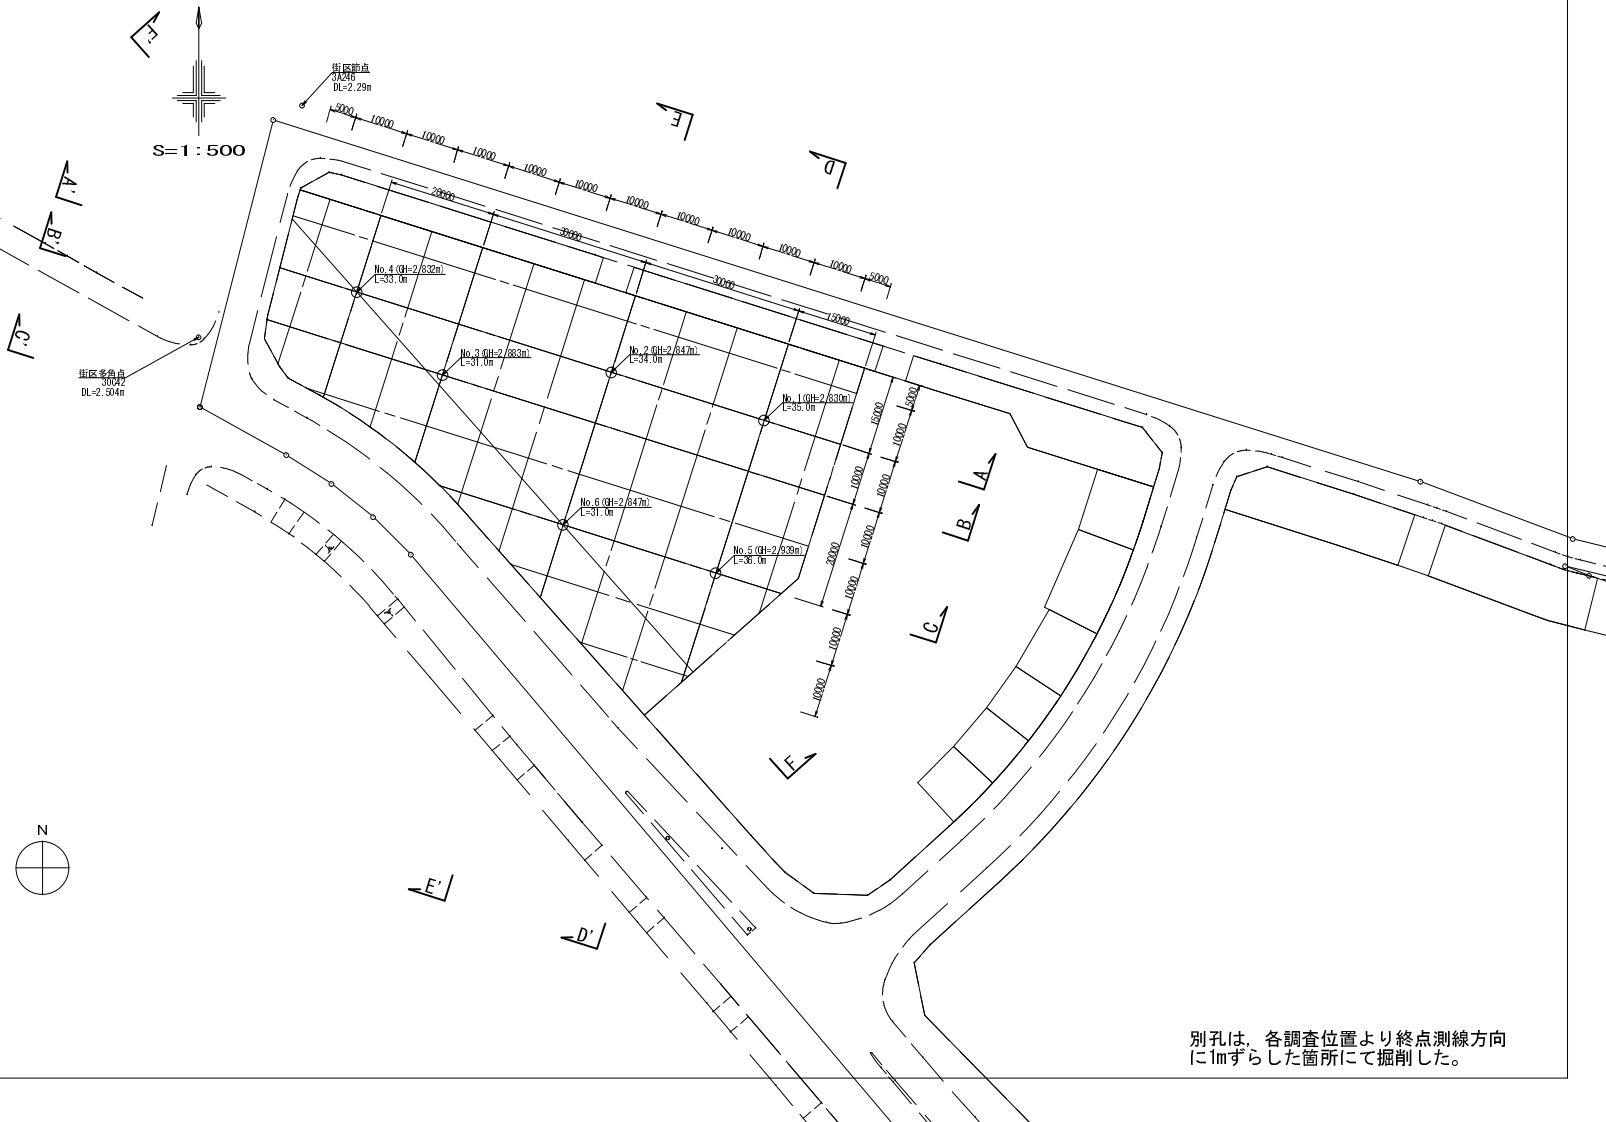 F'
街区節点
3A246
DL=2.29m
S=1:500
E
D
A'
B'
C'
5000
10000
10000
10000
10000
10000
10000
10000
10000
10000
10000
5000
20000
30000
30000
15000
No.4(GH=2.832m)
L=33.0m
No.3(GH=2.883m)
L=31.0m
No.2(GH=2.847m)
L=34.0m
No.1(GH=2.830m)
L=35.0m
No.6(GH=2.847m)
L=31.0m
No.5(GH=2.939m)
L=36.0m
街区多角点
30C42
DL=2.504m
15000
10000
20000
5000
10000
10000
10000
10000
10000
10000
A
B
C
F
N
E'
D'
別孔は，各調査位置より終点測線方向
に1mずらした箇所にて掘削した。